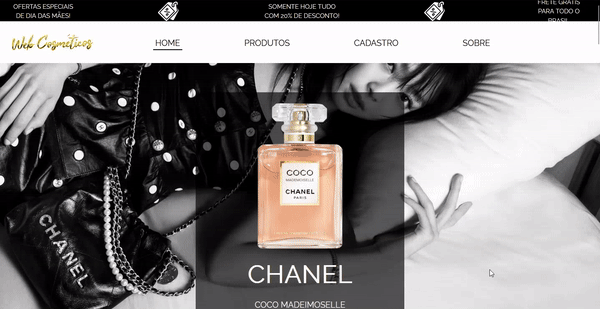 OFERTAS ESPECIAIS
DE DIA DAS MÃES!
SOMENTE HOJE TUDO
COM 20% DE DESCONTO!
FRETE GRÁTIS
PARA TODO O
BRASIL
Web Cosmeticos
HOME
PRODUTOS
CADASTRO
SOBRE
CHANEL
COCO
MADEMOISELLE
CHANEL
PARIS
CHANEL
COCO MADEIMOSELLE